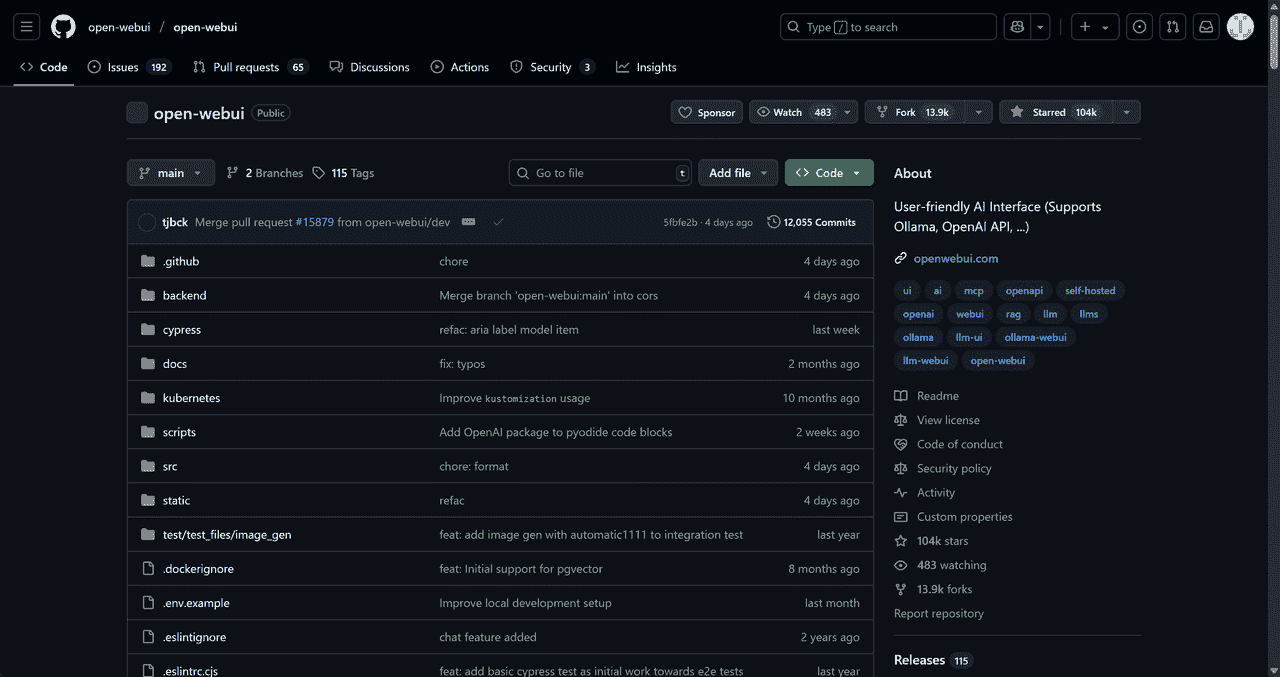 open-webui / open-webui
Type / to search
Code Issues 192 Pull requests 65 Discussions Actions Security 3 Insights
open-webui Public
Sponsor Watch 483 Fork 13.9k Starred 104k
main 2 Branches 115 Tags Go to file t Add file Code
tjbck Merge pull request #15879 from open-webui/dev 5fbfe2b · 4 days ago 12,055 Commits
.github chore 4 days ago
backend Merge branch 'open-webui:main' into cors 4 days ago
cypress refac: aria label model item last week
docs fix: typos 2 months ago
kubernetes Improve kustomization usage 10 months ago
scripts Add OpenAI package to pyodide code blocks 2 weeks ago
src chore: format 4 days ago
static refac 4 days ago
test/test_files/image_gen feat: add image gen with automatic1111 to integration test last year
.dockerignore feat: Initial support for pgvector 8 months ago
.env.example Improve local development setup last month
.eslintignore chat feature added 2 years ago
.eslintrc.cjs feat: add basic cypress test as initial work towards e2e tests last year
About
User-friendly AI Interface (Supports
Ollama, OpenAI API, ...)
openwebui.com
ui ai mcp openapi self-hosted
openai webui rag llm llms
ollama llm-ui ollama-webui
llm-webui open-webui
Readme
View license
Code of conduct
Security policy
Activity
Custom properties
104k stars
483 watching
13.9k forks
Report repository
Releases 115